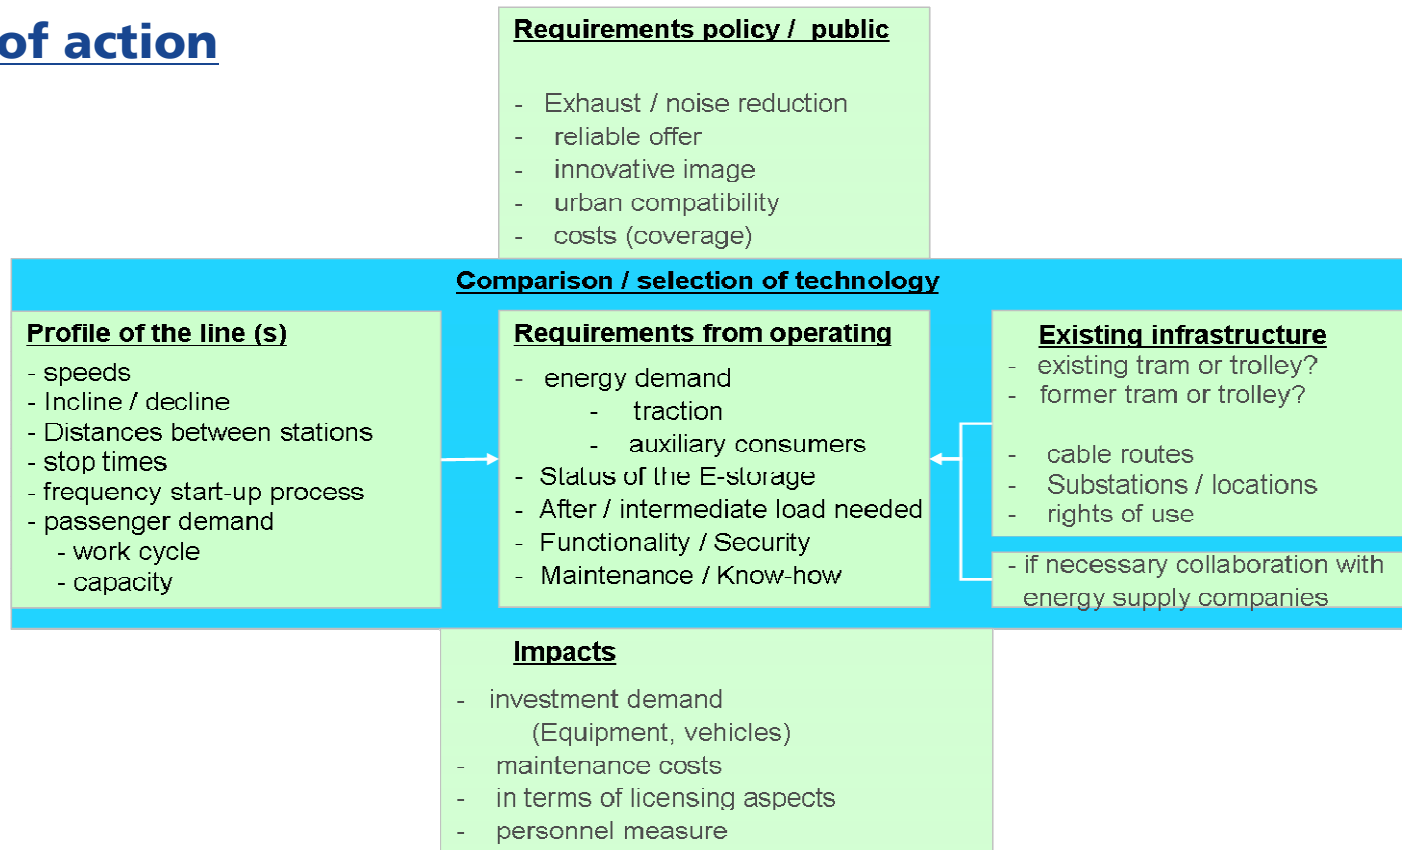 of action
Requirements policy / public
- Exhaust / noise reduction
- reliable offer
- innovative image
- urban compatibility
- costs (coverage)
Comparison / selection of technology
Profile of the line (s)
- speeds
- Incline / decline
- Distances between stations
- stop times
- frequency start-up process
- passenger demand
- work cycle
- capacity
Requirements from operating
- energy demand
- traction
- auxiliary consumers
- Status of the E-storage
- After / intermediate load needed
- Functionality / Security
- Maintenance / Know-how
Existing infrastructure
- existing tram or trolley?
- former tram or trolley?
- cable routes
- Substations / locations
- rights of use
- if necessary collaboration with
energy supply companies
Impacts
- investment demand
(Equipment, vehicles)
- maintenance costs
- in terms of licensing aspects
- personnel measure